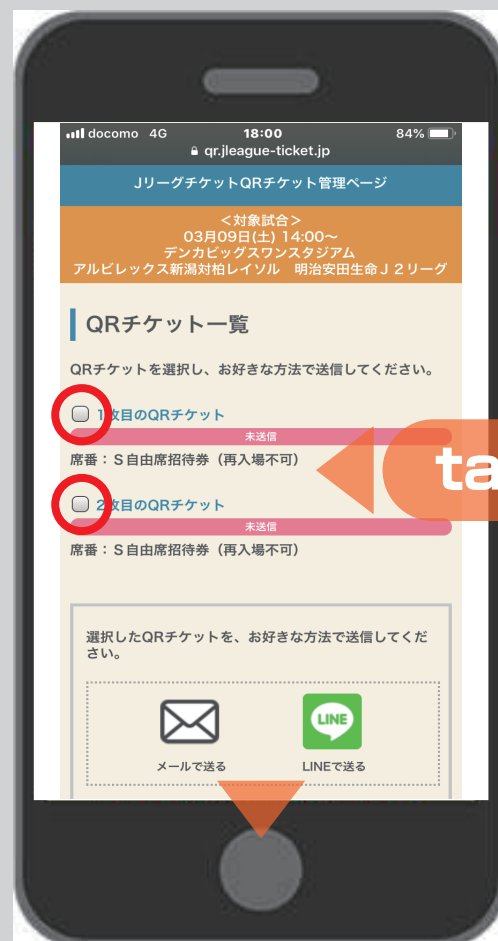 docomo 4G 18:00 84%
qr.jleague-ticket.jp
JリーグチケットQRチケット管理ページ
<対象試合>
03月09日(土) 14:00〜
デンカビッグスワンスタジアム
アルビレックス新潟対柏レイソル 明治安田生命Ｊ２リーグ
QRチケット一覧
QRチケットを選択し、お好きな方法で送信してください。
1枚目のQRチケット
未送信
席番：Ｓ自由席招待券（再入場不可）
ta
2枚目のQRチケット
未送信
席番：Ｓ自由席招待券（再入場不可）
選択したQRチケットを、お好きな方法で送信してくだ
さい。
LINE
メールで送る LINEで送る